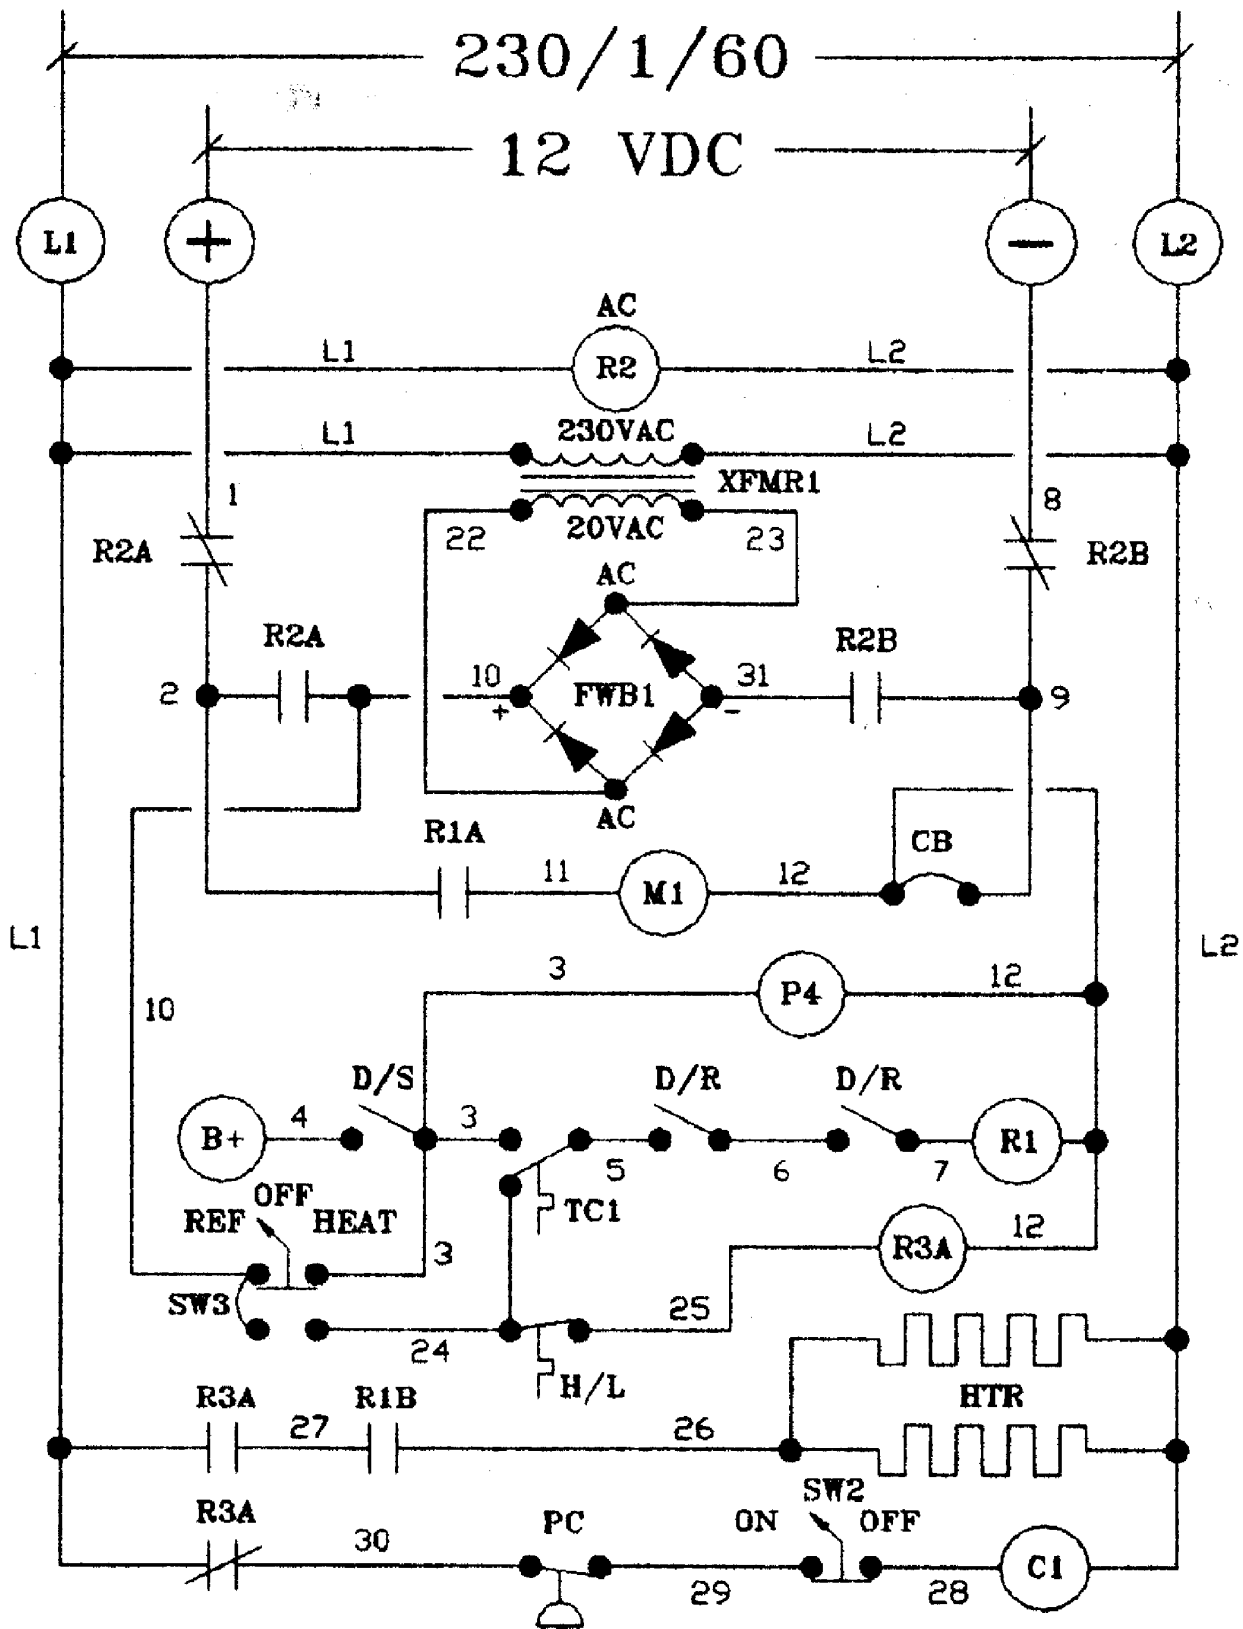 230/1/60
12 VDC
L1
+
−
L2
AC
L1
R2
L2
L1
230VAC
L2
XFMR1
1
22
20VAC
23
8
R2A
AC
R2B
R2A
R2B
2
10
FWB1
31
9
+
-
AC
R1A
CB
11
M1
12
L1
L2
3
P4
12
10
D/S
D/R
D/R
B+
4
3
5
6
7
R1
OFF
REF
HEAT
TC1
3
R3A
12
SW3
25
24
H/L
R3A
R1B
HTR
27
26
R3A
SW2
30
PC
ON
OFF
29
28
C1